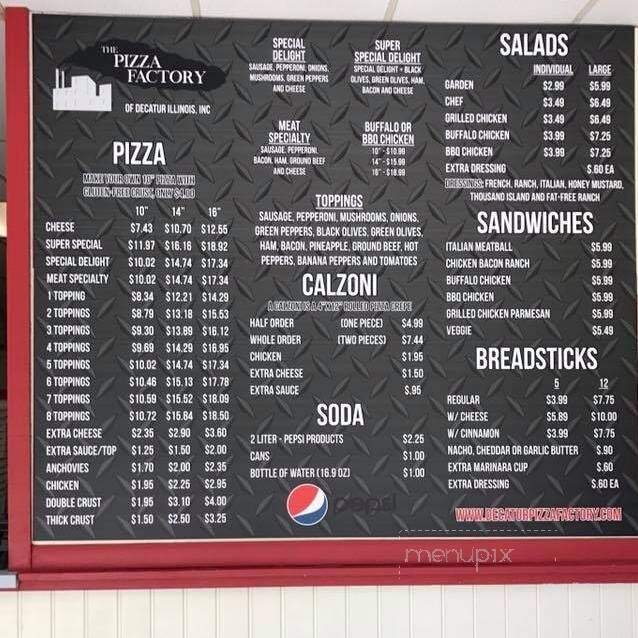 THE
PIZZA
FACTORY
OF DECATUR ILLINOIS, INC
PIZZA
MAKE YOUR OWN 10" PIZZA WITH
GLUTEN-FREE CRUST, ONLY $4.00
10" 14" 16"
CHEESE $7.43 $10.70 $12.55
SUPER SPECIAL $11.97 $16.16 $18.92
SPECIAL DELIGHT $10.02 $14.74 $17.34
MEAT SPECIALTY $10.02 $14.74 $17.34
1 TOPPING $8.34 $12.21 $14.29
2 TOPPINGS $8.79 $13.18 $15.53
3 TOPPINGS $9.30 $13.89 $16.12
4 TOPPINGS $9.69 $14.29 $16.95
5 TOPPINGS $10.02 $14.74 $17.34
6 TOPPINGS $10.46 $15.13 $17.78
7 TOPPINGS $10.59 $15.52 $18.09
8 TOPPINGS $10.72 $15.84 $18.50
EXTRA CHEESE $2.35 $2.90 $3.60
EXTRA SAUCE/TOP $1.25 $1.50 $2.00
ANCHOVIES $1.70 $2.00 $2.35
CHICKEN $1.95 $2.25 $2.95
DOUBLE CRUST $1.95 $3.10 $4.00
THICK CRUST $1.50 $2.50 $3.25
SPECIAL
DELIGHT
SAUSAGE, PEPPERONI, ONIONS,
MUSHROOMS, GREEN PEPPERS
AND CHEESE
SUPER
SPECIAL DELIGHT
SPECIAL DELIGHT + BLACK
OLIVES, GREEN OLIVES, HAM,
BACON AND CHEESE
MEAT
SPECIALTY
SAUSAGE, PEPPERONI,
BACON, HAM, GROUND BEEF
AND CHEESE
BUFFALO OR
BBQ CHICKEN
10" - $10.99
14" - $15.99
16" - $18.99
TOPPINGS
SAUSAGE, PEPPERONI, MUSHROOMS, ONIONS,
GREEN PEPPERS, BLACK OLIVES, GREEN OLIVES,
HAM, BACON, PINEAPPLE, GROUND BEEF, HOT
PEPPERS, BANANA PEPPERS AND TOMATOES
CALZONI
A CALZONI IS A 4"X12" ROLLED PIZZA CREPE
HALF ORDER (ONE PIECE) $4.99
WHOLE ORDER (TWO PIECES) $7.44
CHICKEN $1.95
EXTRA CHEESE $1.50
EXTRA SAUCE $.95
SODA
2 LITER - PEPSI PRODUCTS $2.25
CANS $1.00
BOTTLE OF WATER (16.9 OZ) $1.00
pepsi
SALADS
INDIVIDUAL LARGE
GARDEN $2.99 $5.99
CHEF $3.49 $6.49
GRILLED CHICKEN $3.49 $6.49
BUFFALO CHICKEN $3.99 $7.25
BBQ CHICKEN $3.99 $7.25
EXTRA DRESSING $.60 EA
DRESSINGS: FRENCH, RANCH, ITALIAN, HONEY MUSTARD,
THOUSAND ISLAND AND FAT-FREE RANCH
SANDWICHES
ITALIAN MEATBALL $5.99
CHICKEN BACON RANCH $5.99
BUFFALO CHICKEN $5.99
BBQ CHICKEN $5.99
GRILLED CHICKEN PARMESAN $5.99
VEGGIE $5.49
BREADSTICKS
5 12
REGULAR $3.99 $7.75
W/ CHEESE $5.89 $10.00
W/ CINNAMON $3.99 $7.75
NACHO, CHEDDAR OR GARLIC BUTTER $.90
EXTRA MARINARA CUP $.60
EXTRA DRESSING $.60 EA
WWW.DECATURPIZZAFACTORY.COM
menupix